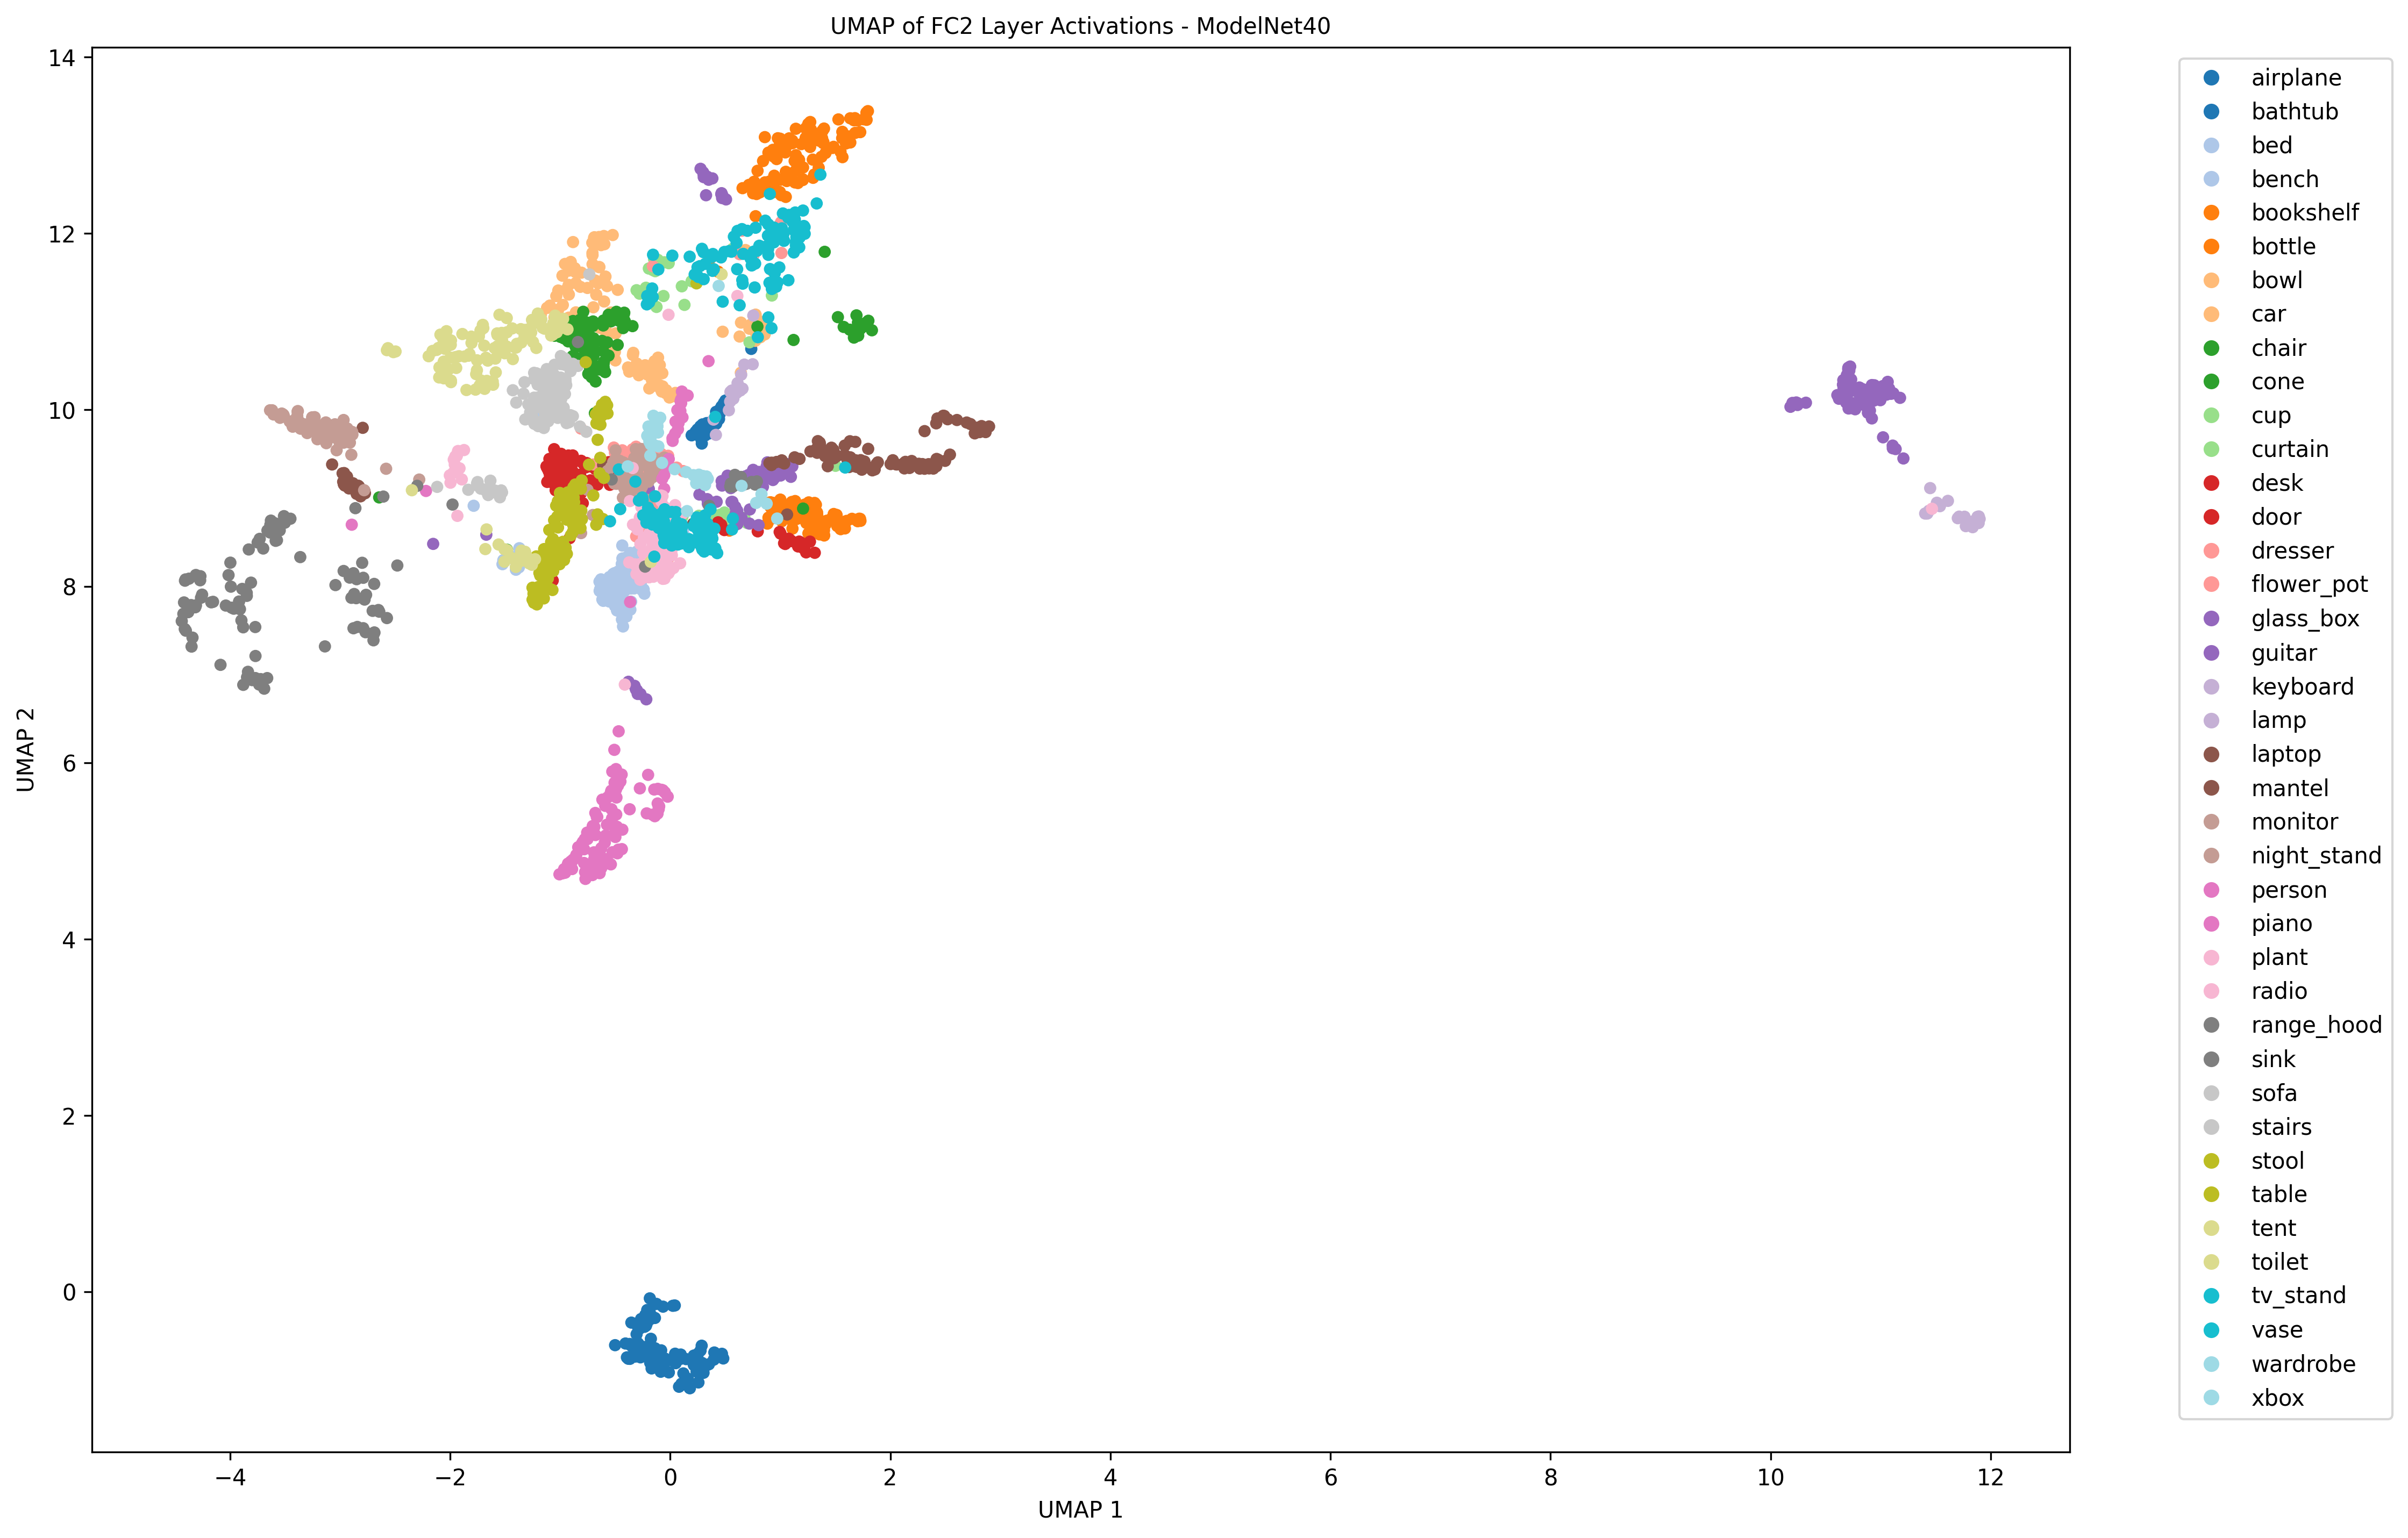 UMAP of FC2 Layer Activations - ModelNet40
14
12
10
8
6
4
2
0
UMAP 2
−4
−2
0
2
4
6
8
10
12
UMAP 1
airplane
bathtub
bed
bench
bookshelf
bottle
bowl
car
chair
cone
cup
curtain
desk
door
dresser
flower_pot
glass_box
guitar
keyboard
lamp
laptop
mantel
monitor
night_stand
person
piano
plant
radio
range_hood
sink
sofa
stairs
stool
table
tent
toilet
tv_stand
vase
wardrobe
xbox